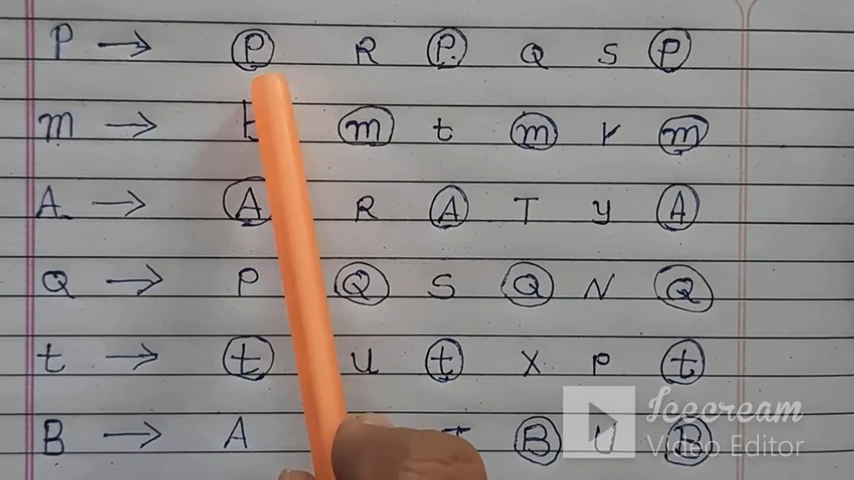 P → P R P Q S P
m → m t m r m
A → A R A T Y A
Q → P Q S Q N Q
t → t u t x p t
B → A B U B
Icecream
Video Editor